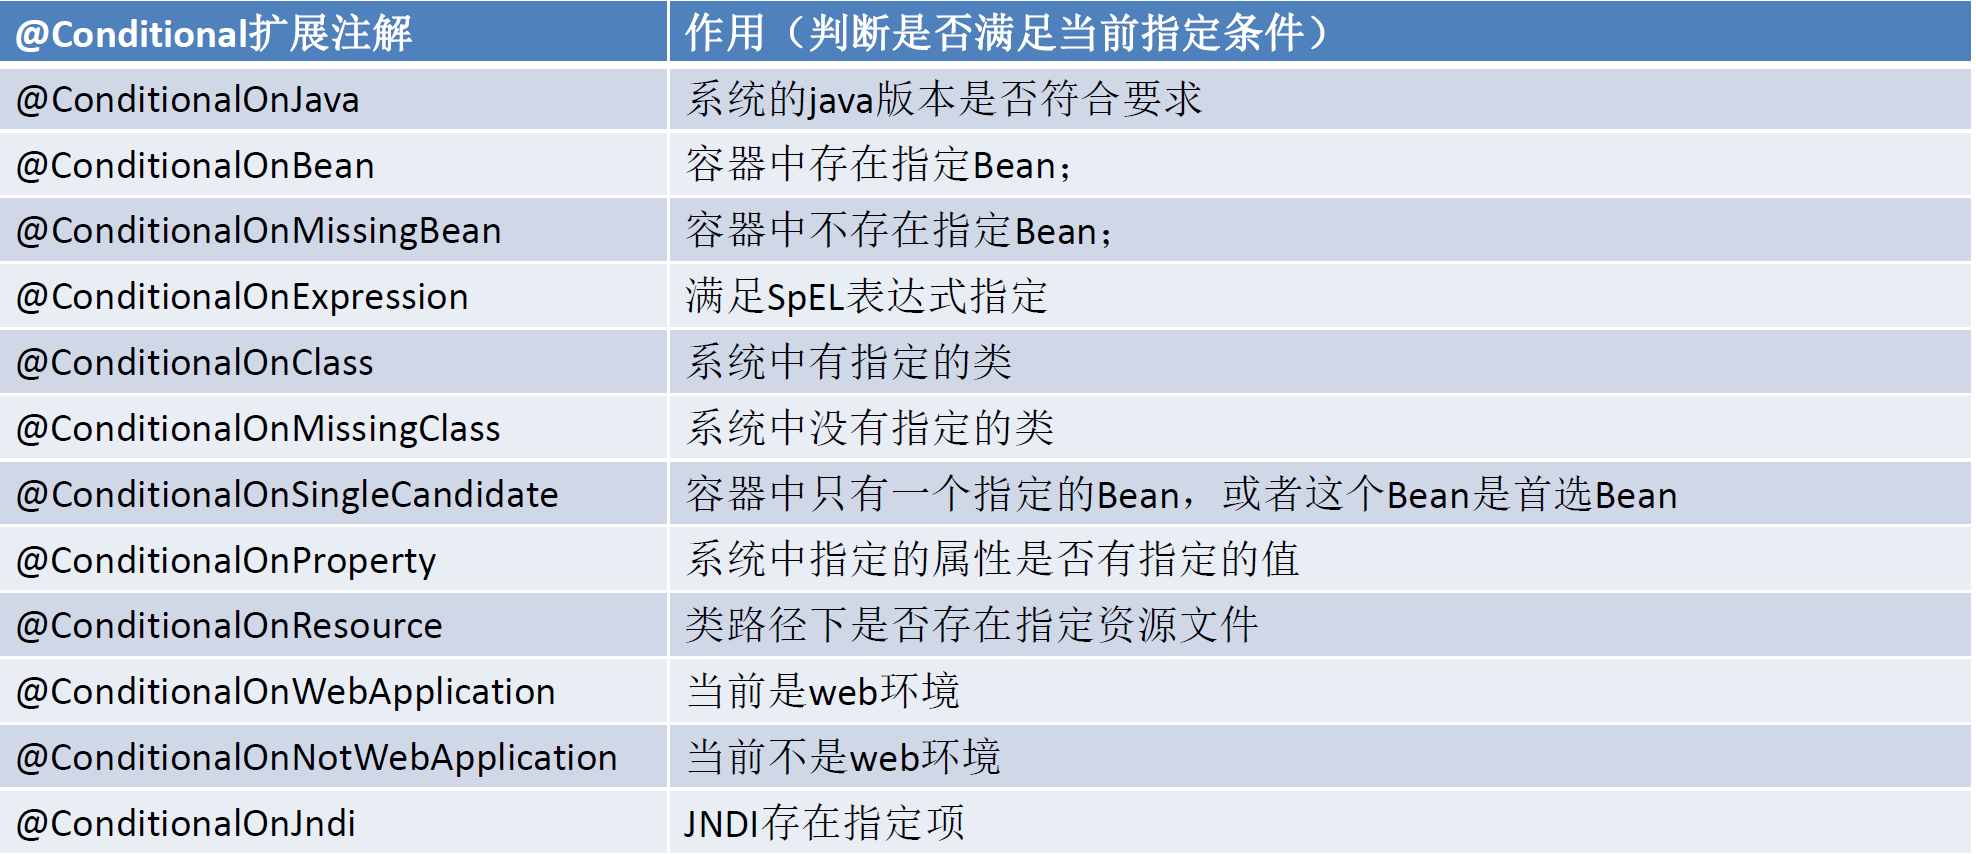 @Conditional扩展注解 作用（判断是否满足当前指定条件）
@ConditionalOnJava 系统的java版本是否符合要求
@ConditionalOnBean 容器中存在指定Bean；
@ConditionalOnMissingBean 容器中不存在指定Bean；
@ConditionalOnExpression 满足SpEL表达式指定
@ConditionalOnClass 系统中有指定的类
@ConditionalOnMissingClass 系统中没有指定的类
@ConditionalOnSingleCandidate 容器中只有一个指定的Bean，或者这个Bean是首选Bean
@ConditionalOnProperty 系统中指定的属性是否有指定的值
@ConditionalOnResource 类路径下是否存在指定资源文件
@ConditionalOnWebApplication 当前是web环境
@ConditionalOnNotWebApplication 当前不是web环境
@ConditionalOnJndi JNDI存在指定项